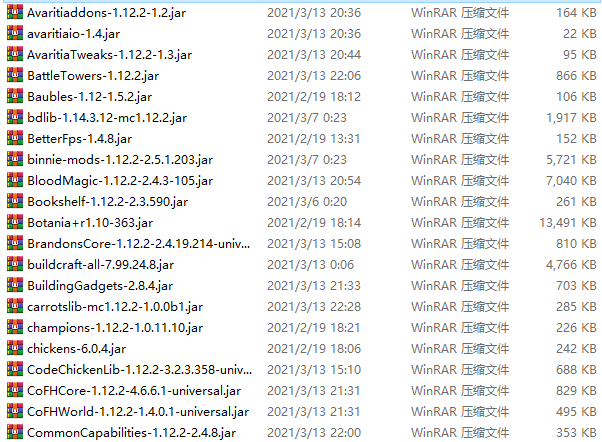 Avaritiaddons-1.12.2-1.2.jar 2021/3/13 20:36 WinRAR 压缩文件 164 KB
avaritiaio-1.4.jar 2021/3/13 20:36 WinRAR 压缩文件 22 KB
AvaritiaTweaks-1.12.2-1.3.jar 2021/3/13 20:44 WinRAR 压缩文件 95 KB
BattleTowers-1.12.2.jar 2021/3/13 22:06 WinRAR 压缩文件 866 KB
Baubles-1.12-1.5.2.jar 2021/2/19 18:12 WinRAR 压缩文件 106 KB
bdlib-1.14.3.12-mc1.12.2.jar 2021/3/7 0:23 WinRAR 压缩文件 1,917 KB
BetterFps-1.4.8.jar 2021/2/19 13:31 WinRAR 压缩文件 152 KB
binnie-mods-1.12.2-2.5.1.203.jar 2021/3/7 0:23 WinRAR 压缩文件 5,721 KB
BloodMagic-1.12.2-2.4.3-105.jar 2021/3/13 20:54 WinRAR 压缩文件 7,040 KB
Bookshelf-1.12.2-2.3.590.jar 2021/3/6 0:20 WinRAR 压缩文件 261 KB
Botania+r1.10-363.jar 2021/2/19 18:14 WinRAR 压缩文件 13,491 KB
BrandonsCore-1.12.2-2.4.19.214-univ... 2021/3/13 15:08 WinRAR 压缩文件 810 KB
buildcraft-all-7.99.24.8.jar 2021/3/13 0:06 WinRAR 压缩文件 4,766 KB
BuildingGadgets-2.8.4.jar 2021/3/13 21:33 WinRAR 压缩文件 703 KB
carrotslib-mc1.12.2-1.0.0b1.jar 2021/3/13 22:28 WinRAR 压缩文件 285 KB
champions-1.12.2-1.0.11.10.jar 2021/2/19 18:21 WinRAR 压缩文件 226 KB
chickens-6.0.4.jar 2021/2/19 18:06 WinRAR 压缩文件 242 KB
CodeChickenLib-1.12.2-3.2.3.358-univ... 2021/3/13 15:10 WinRAR 压缩文件 688 KB
CoFHCore-1.12.2-4.6.6.1-universal.jar 2021/3/13 21:31 WinRAR 压缩文件 829 KB
CoFHWorld-1.12.2-1.4.0.1-universal.jar 2021/3/13 21:31 WinRAR 压缩文件 495 KB
CommonCapabilities-1.12.2-2.4.8.jar 2021/3/13 22:00 WinRAR 压缩文件 353 KB